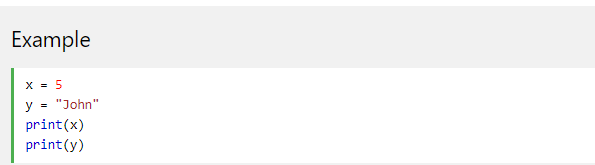 Example
x = 5
y = "John"
print(x)
print(y)